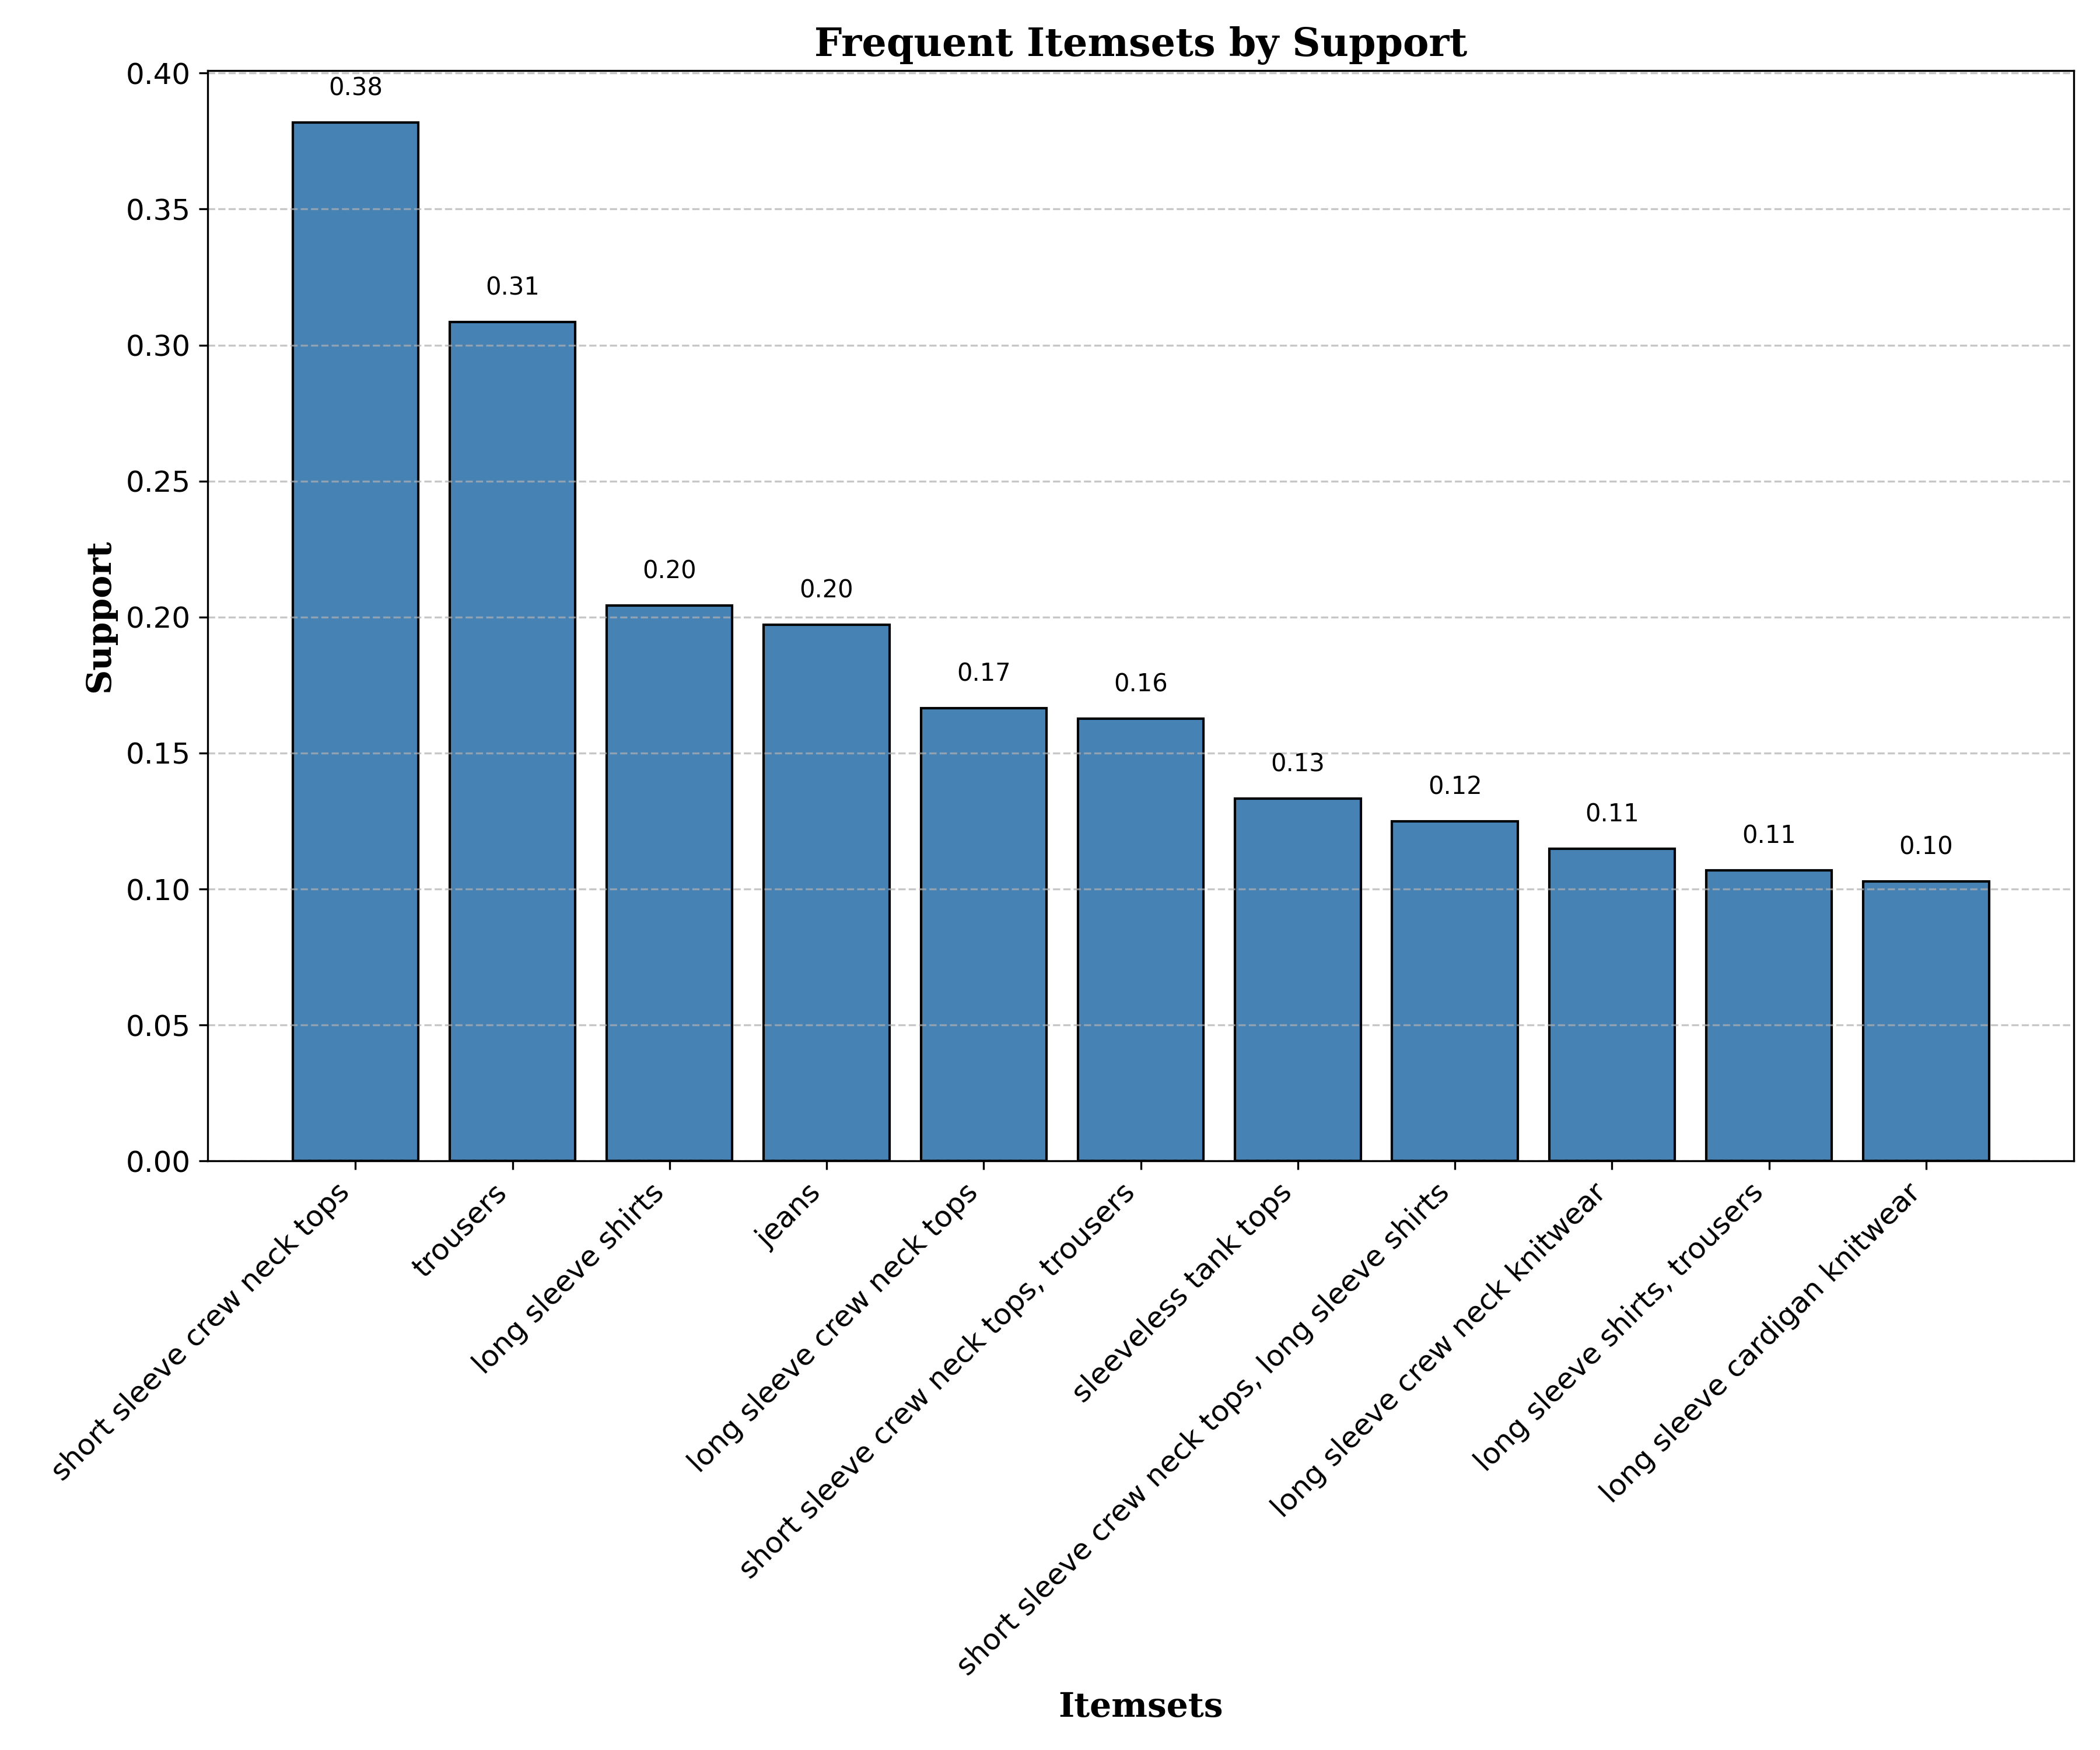 Frequent Itemsets by Support
Support
0.40
0.35
0.30
0.25
0.20
0.15
0.10
0.05
0.00
0.38
0.31
0.20
0.20
0.17
0.16
0.13
0.12
0.11
0.11
0.10
short sleeve crew neck tops
trousers
long sleeve shirts
jeans
long sleeve crew neck tops
short sleeve crew neck tops, trousers
sleeveless tank tops
short sleeve crew neck tops, long sleeve shirts
long sleeve crew neck knitwear
long sleeve shirts, trousers
long sleeve cardigan knitwear
Itemsets